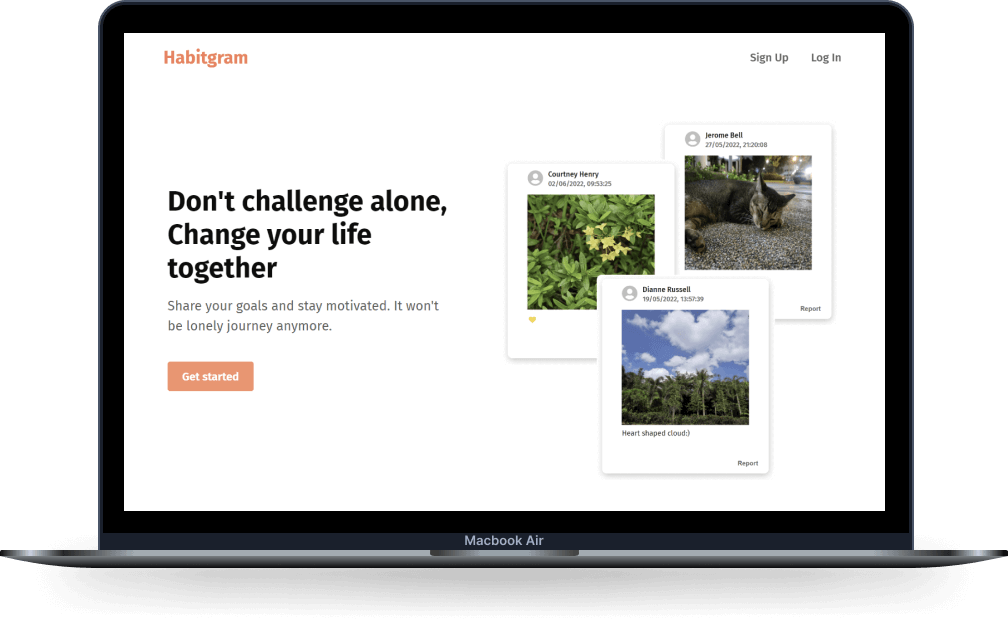 Habitgram
Sign Up
Log In
Don't challenge alone,
Change your life
together
Share your goals and stay motivated. It won't
be lonely journey anymore.
Get started
Jerome Bell
27/05/2022, 21:20:08
Report
Courtney Henry
02/06/2022, 09:53:25
Dianne Russell
19/05/2022, 13:57:39
Heart shaped cloud:)
Report
Macbook Air